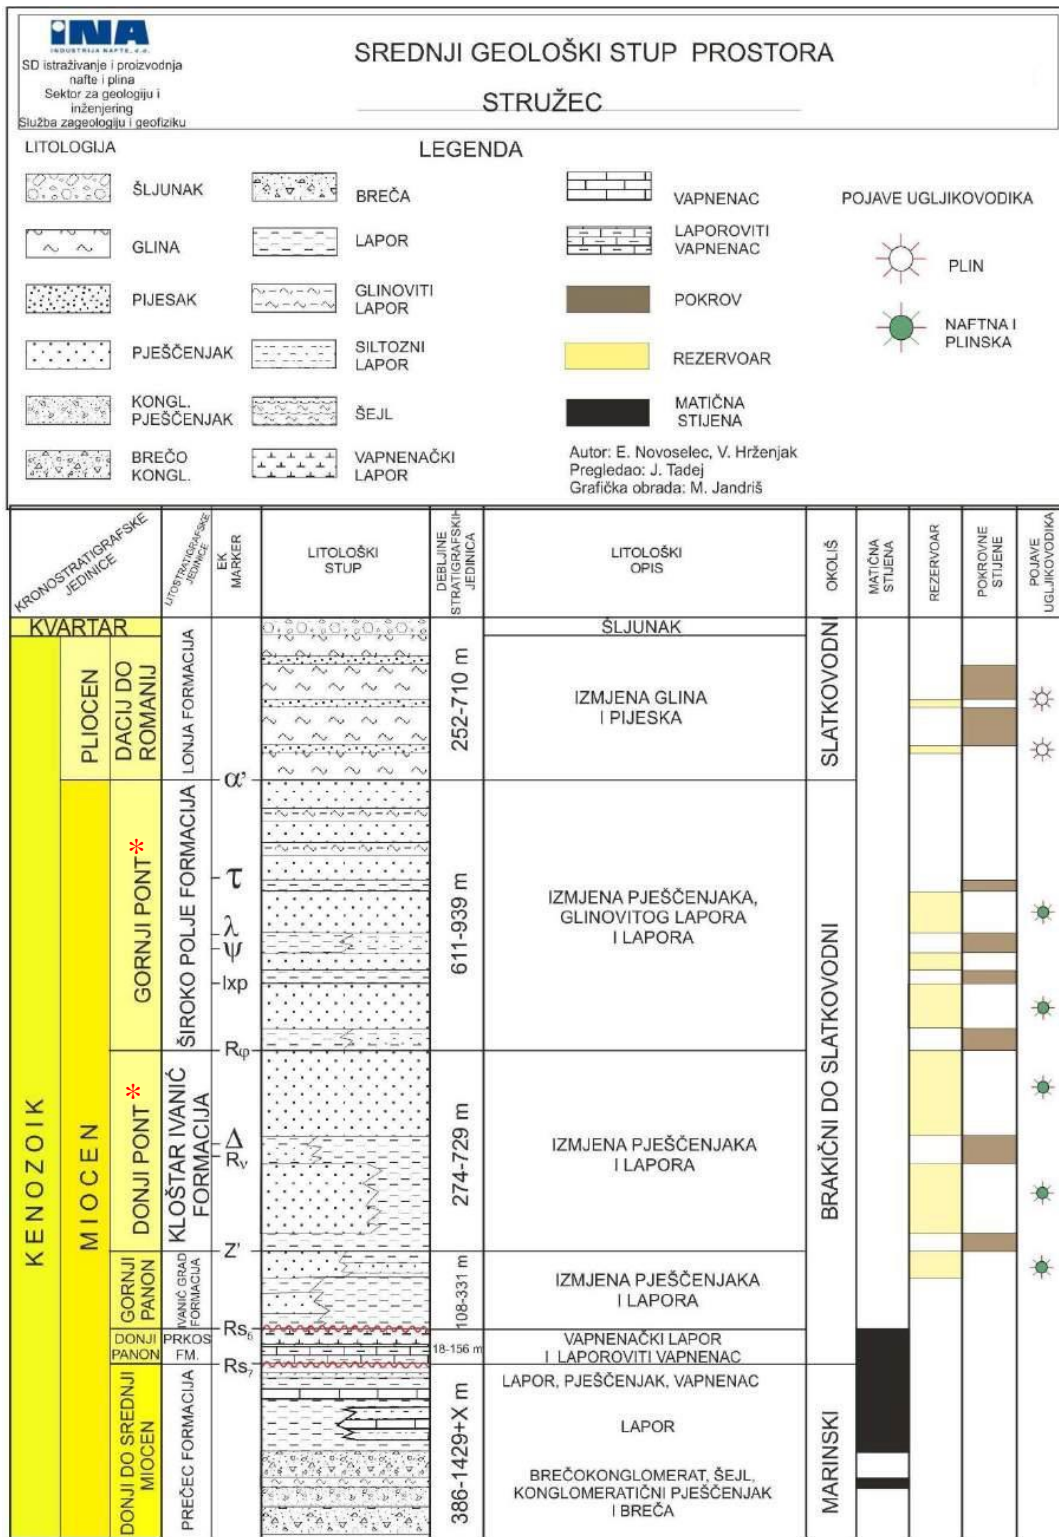 INA
INDUSTRIJA NAFTE, d.d.
SD istraživanje i proizvodnja
nafte i plina
Sektor za geologiju i
inženjering
Služba zageologiju i geofiziku
SREDNJI GEOLOŠKI STUP PROSTORA
STRUŽEC
LITOLOGIJA
LEGENDA
ŠLJUNAK
GLINA
PIJESAK
PJEŠČENJAK
KONGL.
PJEŠČENJAK
BREČO
KONGL.
BREČA
LAPOR
GLINOVITI
LAPOR
SILTOZNI
LAPOR
ŠEJL
VAPNENAČKI
LAPOR
VAPNENAC
LAPOROVITI
VAPNENAC
POKROV
REZERVOAR
MATIČNA
STIJENA
POJAVE UGLJIKOVODIKA
PLIN
NAFTNA I
PLINSKA
Autor: E. Novoselec, V. Hrženjak
Pregledao: J. Tadej
Grafička obrada: M. Jandriš
KRONOSTRATIGRAFSKE
JEDINICE
LITOSTRATIGRAFSKE
JEDINICE
EK
MARKER
LITOLOŠKI
STUP
DEBLJINE
STRATIGRAFSKIH
JEDINICA
LITOLOŠKI
OPIS
OKOLIŠ
MATIČNA
STIJENA
REZERVOAR
POKROVNE
STIJENE
POJAVE
UGLJIKOVODIKA
KVARTAR
KENOZOIK
PLIOCEN
MIOCEN
DACIJ DO
ROMANIJ
GORNJI PONT *
DONJI PONT *
GORNJI
PANON
DONJI
PANON
DONJI DO SREDNJI
MIOCEN
LONJA FORMACIJA
ŠIROKO POLJE FORMACIJA
KLOŠTAR IVANIĆ
FORMACIJA
IVANIĆ GRAD
FORMACIJA
PRKOS
FM.
PREČEC FORMACIJA
α'
τ
λ
ψ
lxp
Rφ
Δ
Rν
Z'
Rs₆
Rs₇
252-710 m
611-939 m
274-729 m
108-331 m
18-156 m
386-1429+X m
ŠLJUNAK
IZMJENA GLINA
I PIJESKA
IZMJENA PJEŠČENJAKA,
GLINOVITOG LAPORA
I LAPORA
IZMJENA PJEŠČENJAKA
I LAPORA
IZMJENA PJEŠČENJAKA
I LAPORA
VAPNENAČKI LAPOR
I LAPOROVITI VAPNENAC
LAPOR, PJEŠČENJAK, VAPNENAC
LAPOR
BREČOKONGLOMERAT, ŠEJL,
KONGLOMERATIČNI PJEŠČENJAK
I BREČA
SLATKOVODNI
BRAKIČNI DO SLATKOVODNI
MARINSKI